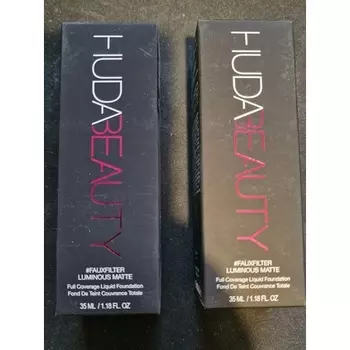 HUDABEAUTY
#FAUXFILTER
LUMINOUS MATTE
Full Coverage Liquid Foundation
Fond De Teint Couvrance Totale
35 ML / 1.18 FL. OZ.
HUDABEAUTY
#FAUXFILTER
LUMINOUS MATTE
Full Coverage Liquid Foundation
Fond De Teint Couvrance Totale
35 ML / 1.18 FL OZ.